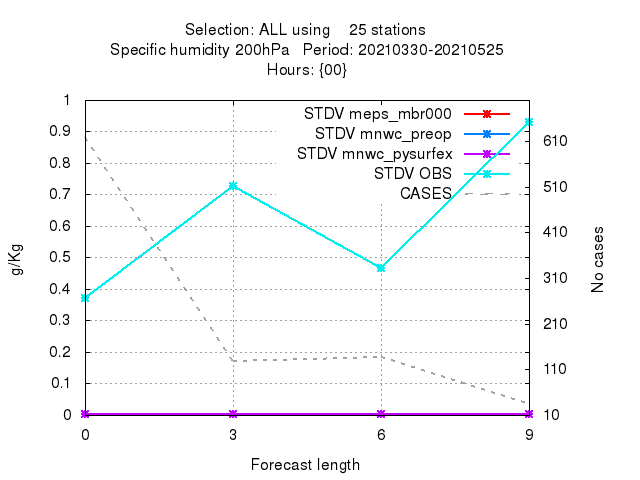 Selection: ALL using    25 stations
Specific humidity 200hPa   Period: 20210330-20210525
Hours: {00}
STDV meps_mbr000
STDV mnwc_preop
STDV mnwc_pysurfex
STDV OBS
CASES
1
0.9
0.8
0.7
0.6
0.5
0.4
0.3
0.2
0.1
0
g/Kg
610
510
410
310
210
110
10
No cases
0 3 6 9
Forecast length